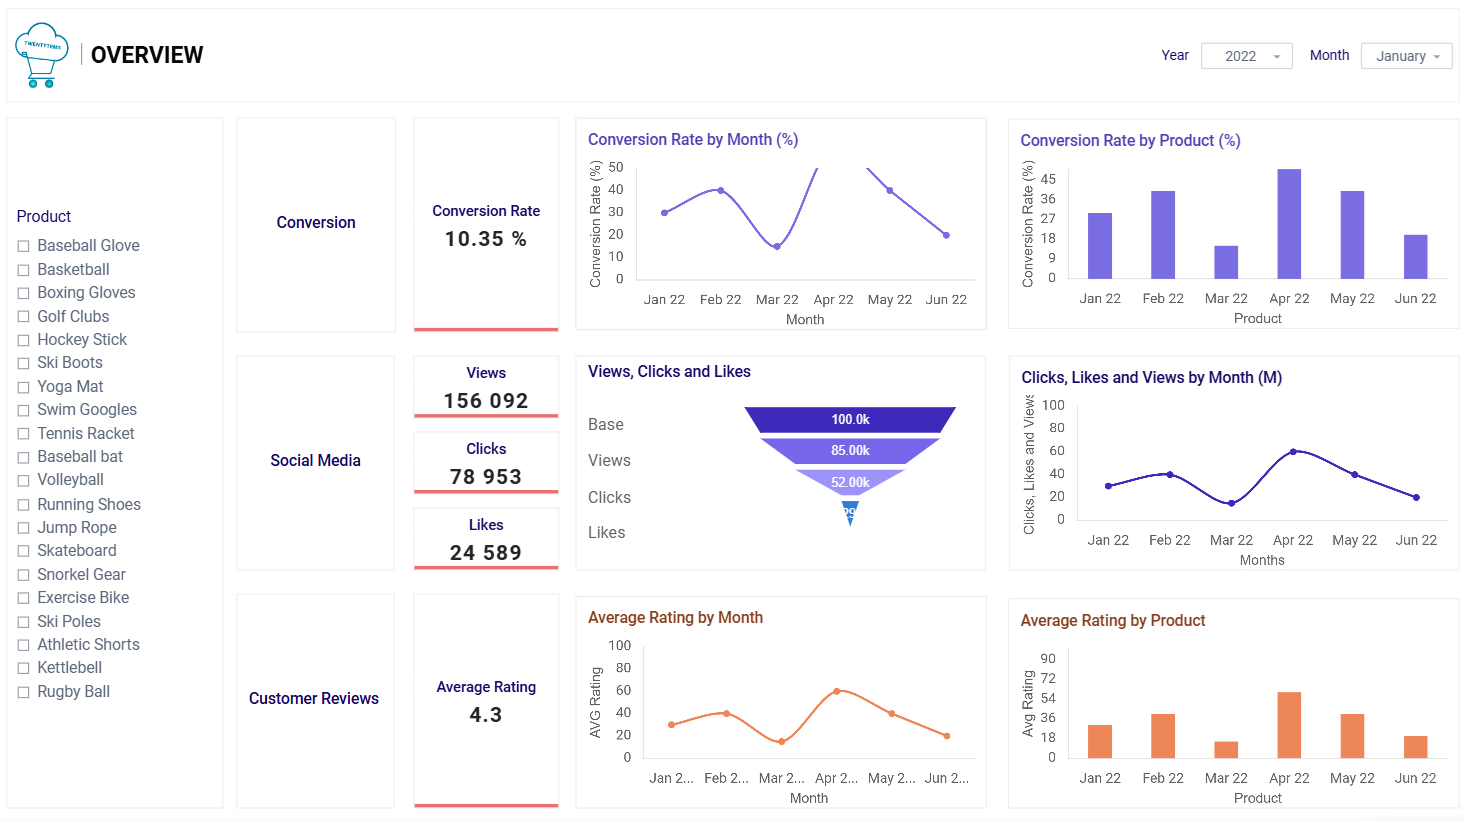 TWENTYTENS
OVERVIEW
Year
2022
Month
January
Product
Baseball Glove
Basketball
Boxing Gloves
Golf Clubs
Hockey Stick
Ski Boots
Yoga Mat
Swim Googles
Tennis Racket
Baseball bat
Volleyball
Running Shoes
Jump Rope
Skateboard
Snorkel Gear
Exercise Bike
Ski Poles
Athletic Shorts
Kettlebell
Rugby Ball
Conversion
Conversion Rate
10.35 %
Conversion Rate by Month (%)
Conversion Rate (%)
50
40
30
20
10
0
Jan 22 Feb 22 Mar 22 Apr 22 May 22 Jun 22
Month
Conversion Rate by Product (%)
Conversion Rate (%)
45
36
27
18
9
0
Jan 22 Feb 22 Mar 22 Apr 22 May 22 Jun 22
Product
Social Media
Views
156 092
Clicks
78 953
Likes
24 589
Views, Clicks and Likes
Base
Views
Clicks
Likes
100.0k
85.00k
52.00k
Clicks, Likes and Views by Month (M)
Clicks, Likes and Views
100
80
60
40
20
0
Jan 22 Feb 22 Mar 22 Apr 22 May 22 Jun 22
Months
Customer Reviews
Average Rating
4.3
Average Rating by Month
AVG Rating
100
80
60
40
20
0
Jan 2... Feb 2... Mar 2... Apr 2... May 2... Jun 2...
Month
Average Rating by Product
Avg Rating
90
72
54
36
18
0
Jan 22 Feb 22 Mar 22 Apr 22 May 22 Jun 22
Product